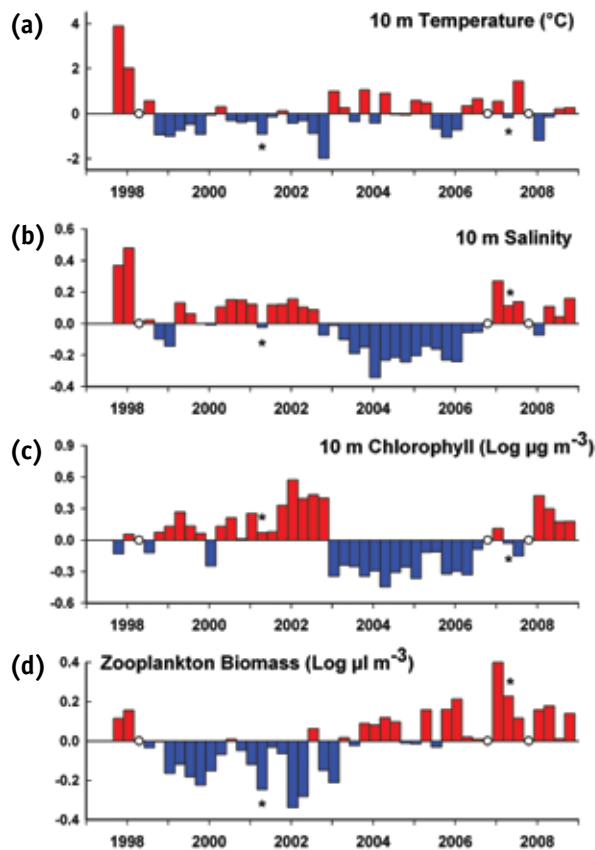 (a)
10 m Temperature (°C)
4
2
0
-2
1998 2000 2002 2004 2006 2008
*
*
(b)
10 m Salinity
0.6
0.4
0.2
0.0
-0.2
-0.4
1998 2000 2002 2004 2006 2008
*
*
(c)
10 m Chlorophyll (Log µg m-3)
0.9
0.6
0.3
0.0
-0.3
-0.6
1998 2000 2002 2004 2006 2008
*
*
(d)
Zooplankton Biomass (Log µl m-3)
0.4
0.2
0.0
-0.2
-0.4
1998 2000 2002 2004 2006 2008
*
*